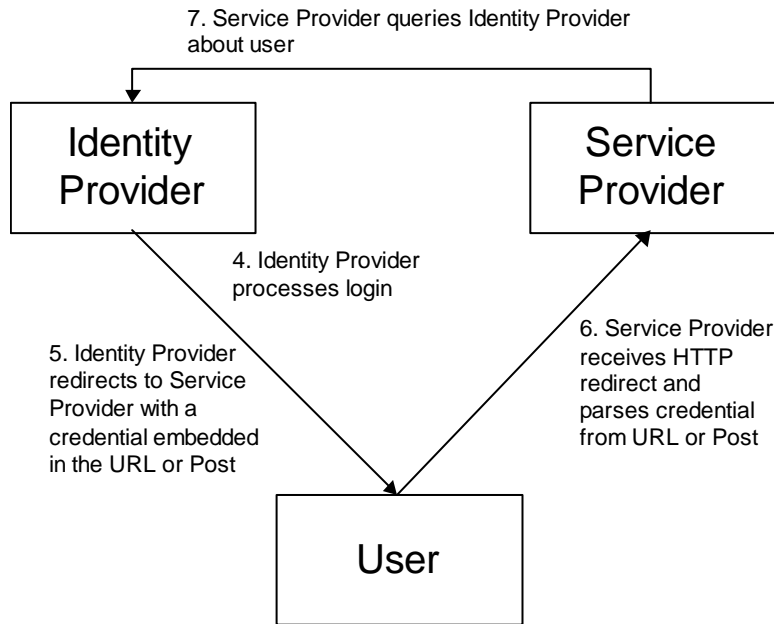 7. Service Provider queries Identity Provider
about user
Identity
Provider
Service
Provider
4. Identity Provider
processes login
5. Identity Provider
redirects to Service
Provider with a
credential embedded
in the URL or Post
6. Service Provider
receives HTTP
redirect and
parses credential
from URL or Post
User